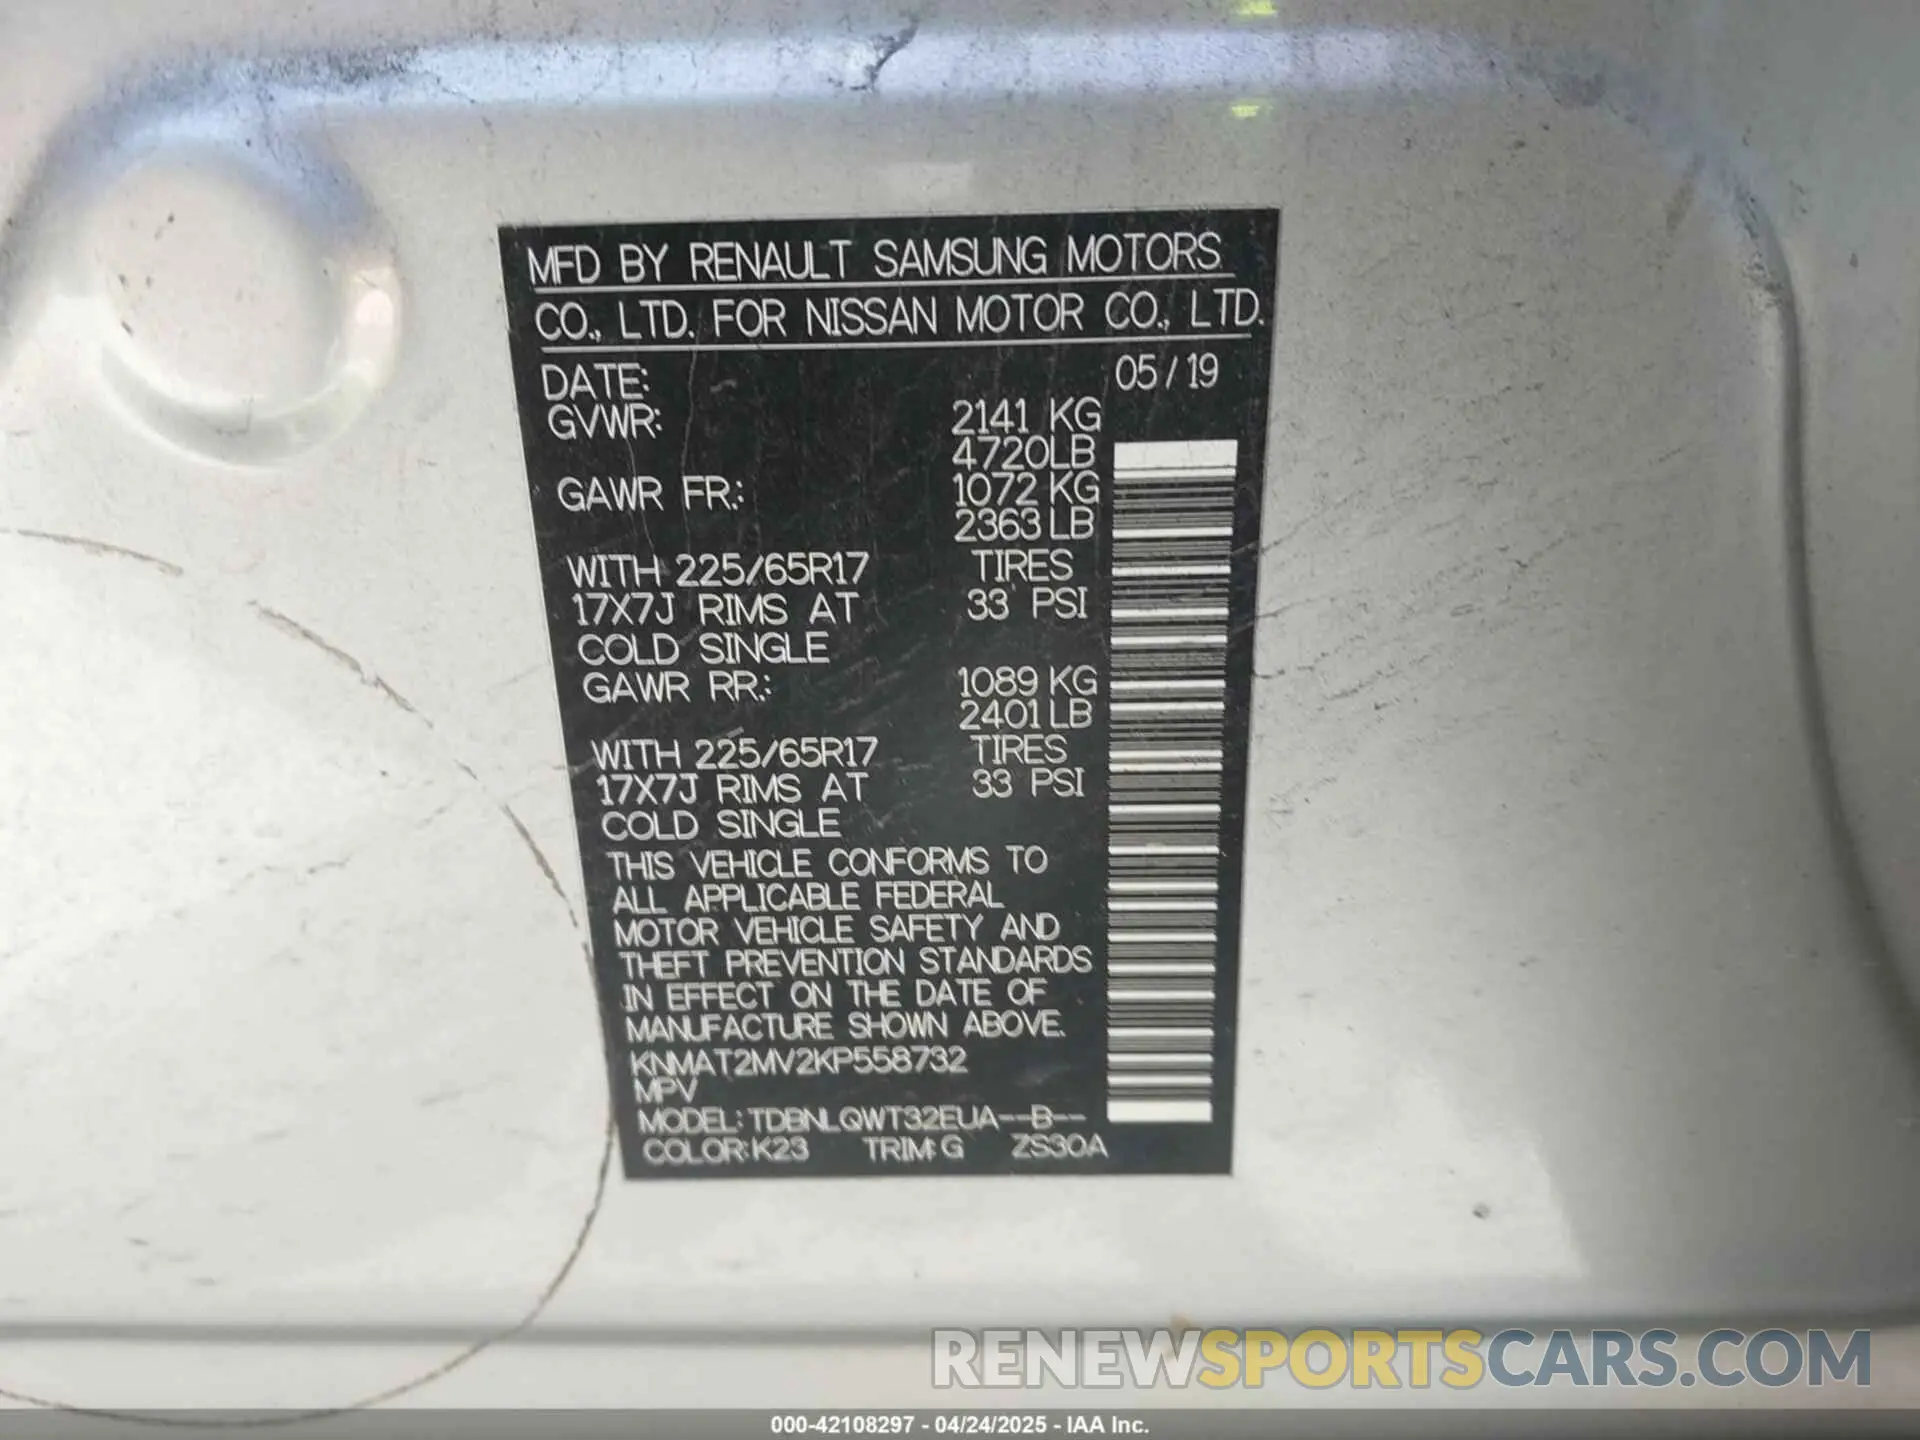 MFD BY RENAULT SAMSUNG MOTORS
CO., LTD. FOR NISSAN MOTOR CO., LTD.
DATE: 05 / 19
GVWR: 2141 KG
4720LB
GAWR FR.: 1072 KG
2363 LB
WITH 225/65R17 TIRES
17X7J RIMS AT 33 PSI
COLD SINGLE
GAWR RR.: 1089 KG
2401 LB
WITH 225/65R17 TIRES
17X7J RIMS AT 33 PSI
COLD SINGLE
THIS VEHICLE CONFORMS TO
ALL APPLICABLE FEDERAL
MOTOR VEHICLE SAFETY AND
THEFT PREVENTION STANDARDS
IN EFFECT ON THE DATE OF
MANUFACTURE SHOWN ABOVE.
KNMAT2MV2KP558732
MPV
MODEL: TDBNLQWT32EUA--B--
COLOR: K23 TRIM: G ZS30A
RENEWSPORTSCARS.COM
000-42108297 - 04/24/2025 - IAA Inc.